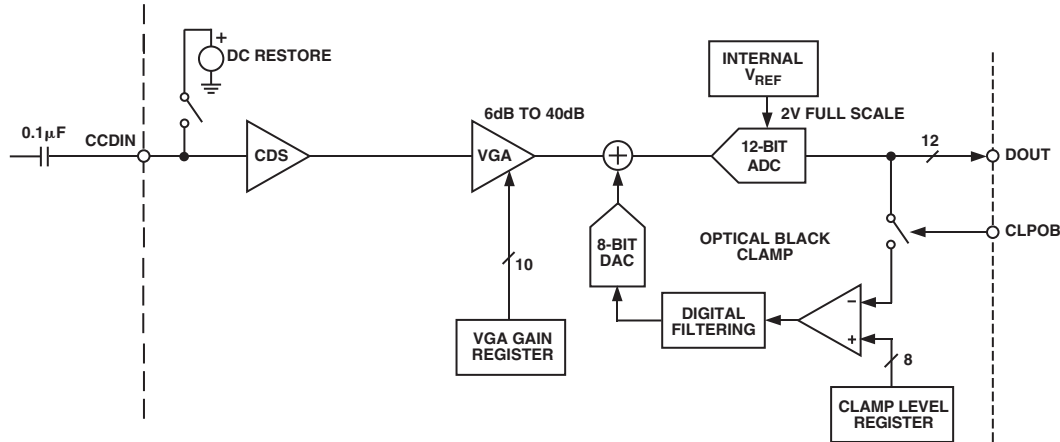 +
DC RESTORE
INTERNAL
VREF
0.1μF
CCDIN
6dB TO 40dB
2V FULL SCALE
CDS
VGA
+
12-BIT
ADC
12
DOUT
CLPOB
8-BIT
DAC
OPTICAL BLACK
CLAMP
10
VGA GAIN
REGISTER
DIGITAL
FILTERING
–
+
8
CLAMP LEVEL
REGISTER